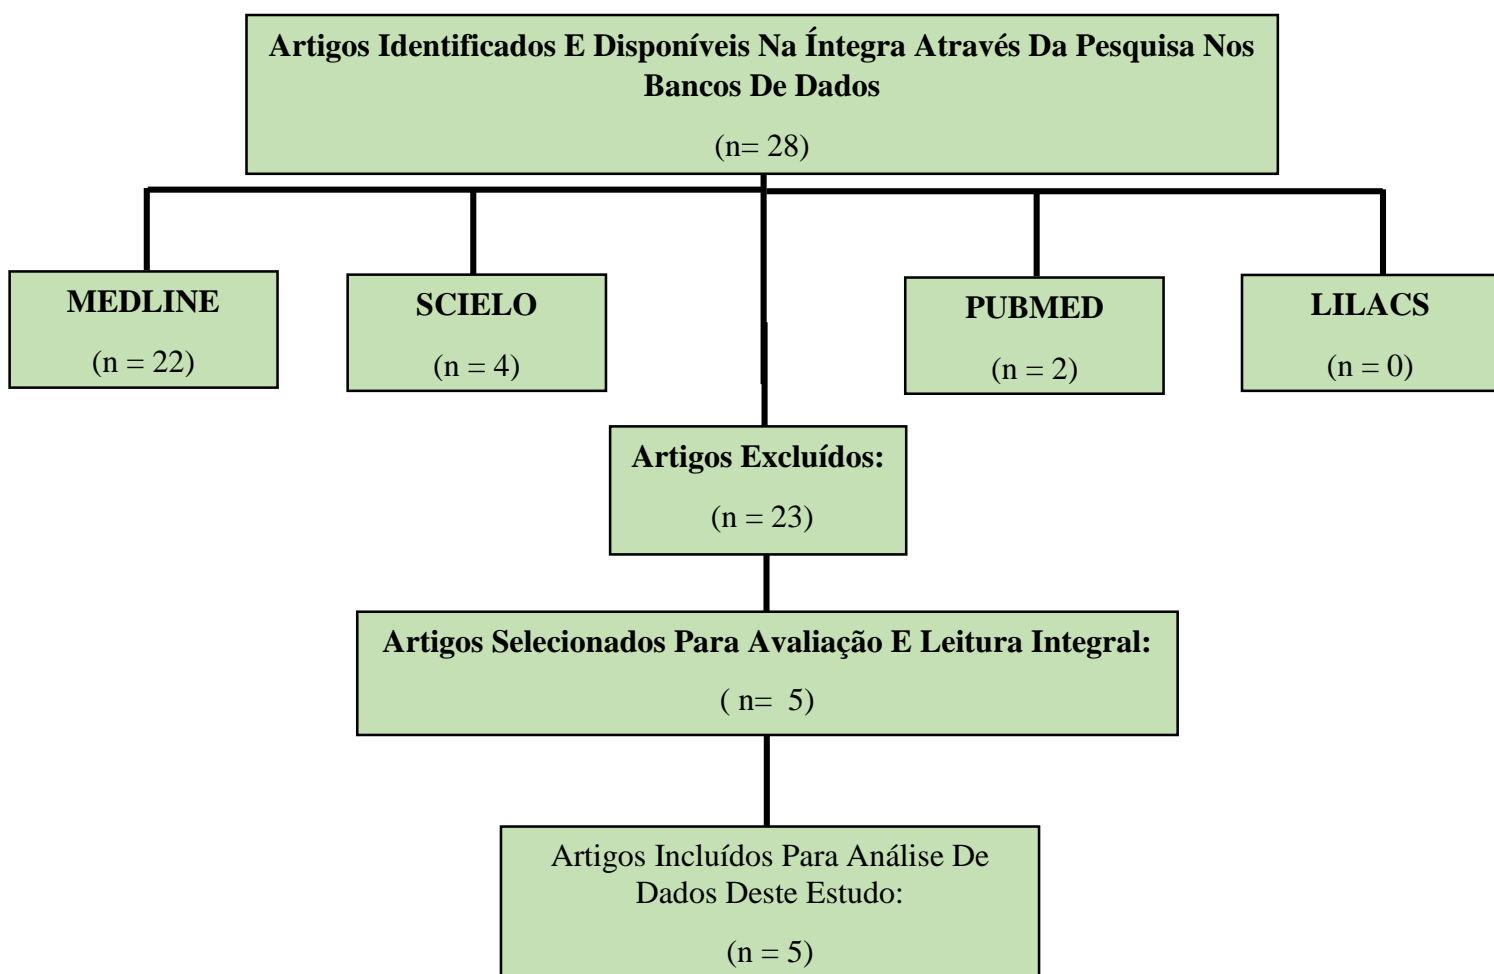 Artigos Identificados E Disponíveis Na Íntegra Através Da Pesquisa Nos
Bancos De Dados
(n= 28)
MEDLINE
(n = 22)
SCIELO
(n = 4)
PUBMED
(n = 2)
LILACS
(n = 0)
Artigos Excluídos:
(n = 23)
Artigos Selecionados Para Avaliação E Leitura Integral:
( n=  5)
Artigos Incluídos Para Análise De
Dados Deste Estudo:
(n = 5)